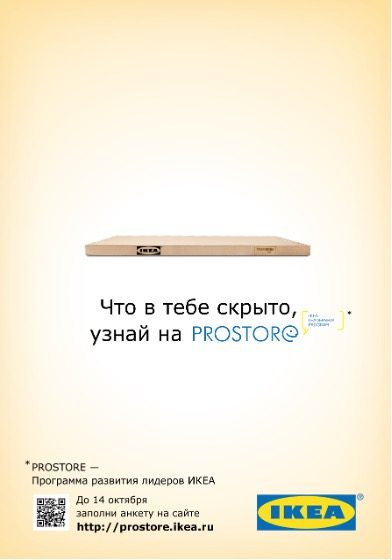 IKEA
Что в тебе скрыто,
узнай на PROSTORE *
* PROSTORE —
Программа развития лидеров ИКЕА
До 14 октября
заполни анкету на сайте
http://prostore.ikea.ru
IKEA ®